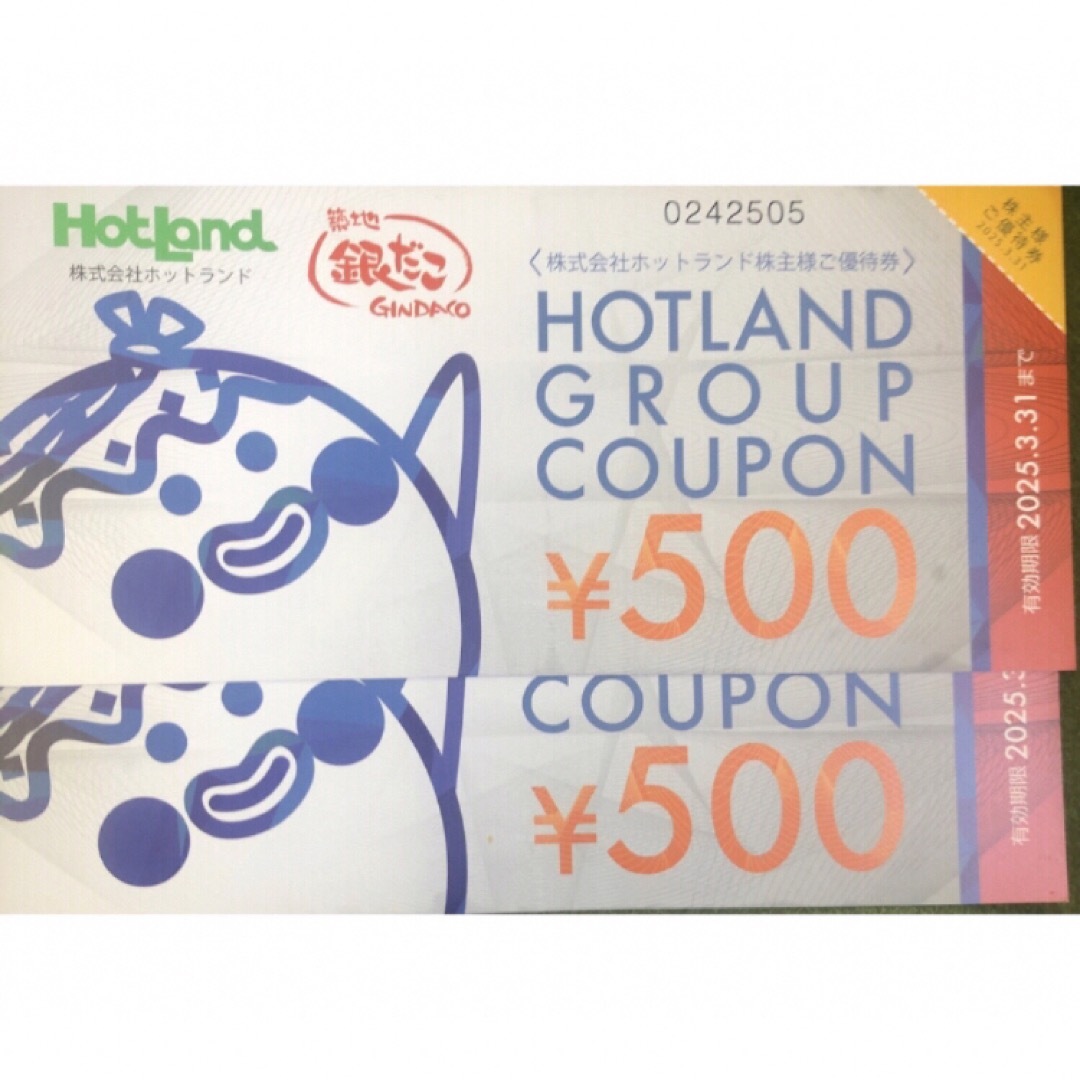 HotLand
株式会社ホットランド
築地
銀だこ
GINDACO
0242505
〈株式会社ホットランド株主様ご優待券〉
HOTLAND
GROUP
COUPON
¥500
株主様
ご優待券
2025.3.31
有効期限 2025.3.31 まで
COUPON
¥500
有効期限 2025.3